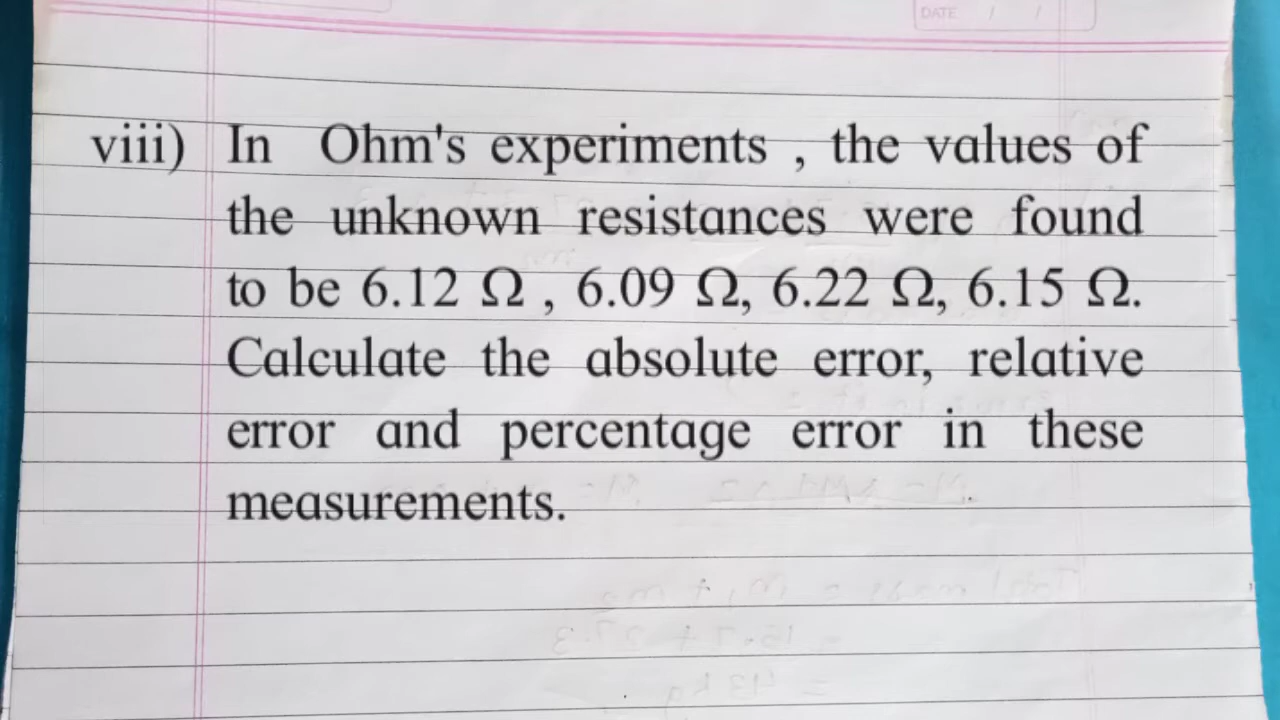 DATE / /
viii) In Ohm's experiments , the values of
the unknown resistances were found
to be 6.12 Ω , 6.09 Ω, 6.22 Ω, 6.15 Ω.
Calculate the absolute error, relative
error and percentage error in these
measurements.